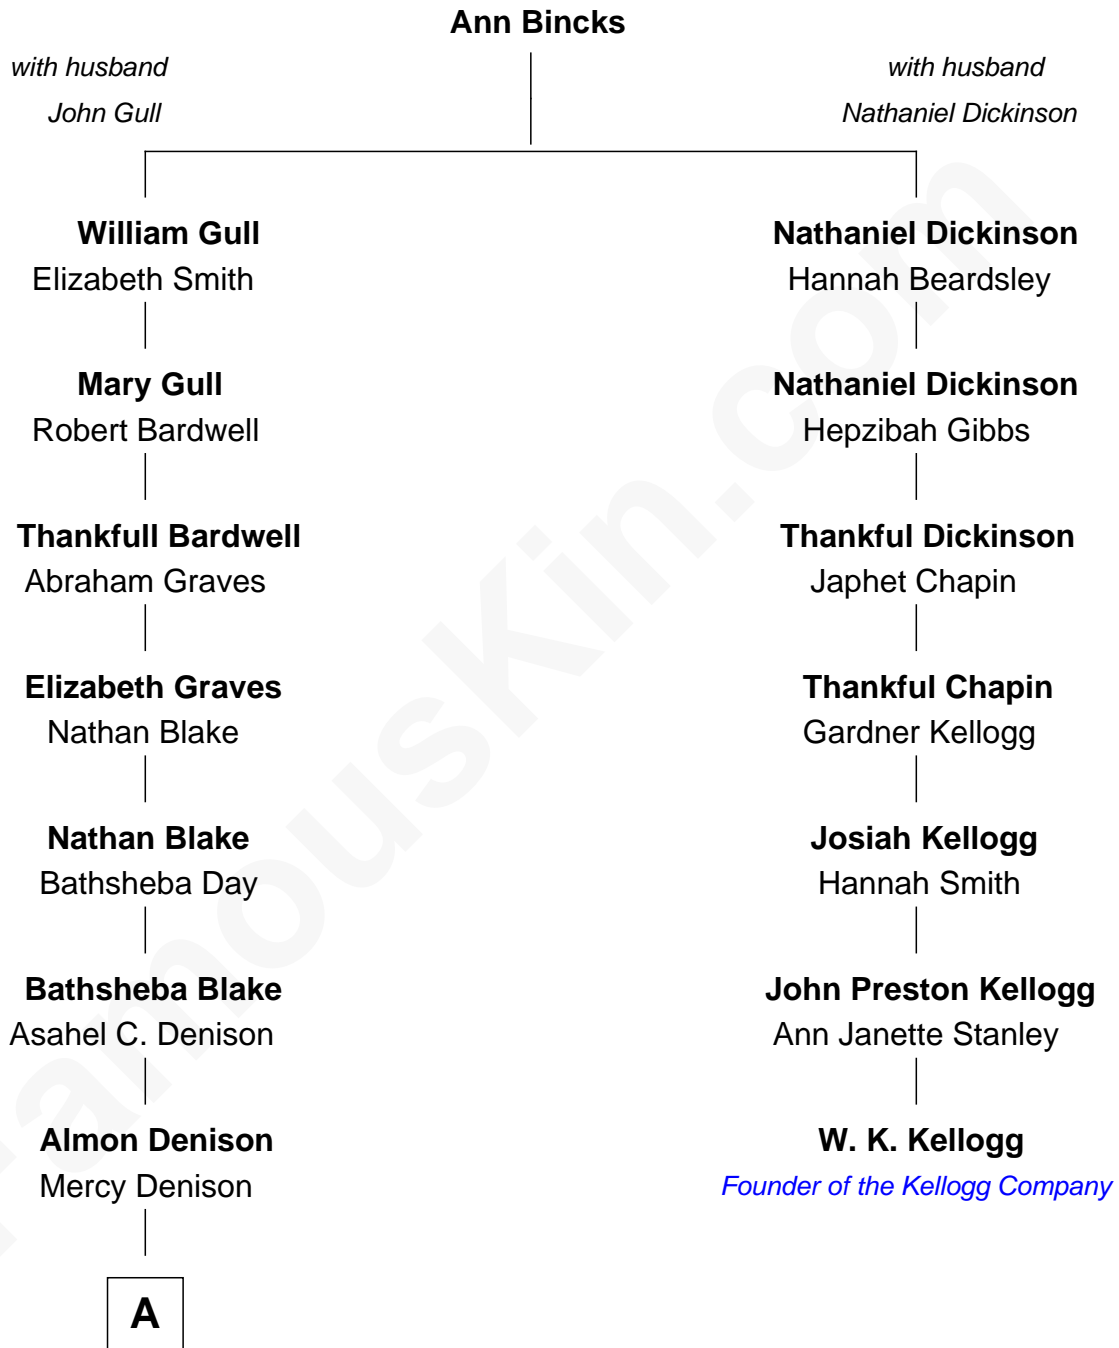 Ann Bincks
with husband
John Gull
with husband
Nathaniel Dickinson
William Gull
Elizabeth Smith
Mary Gull
Robert Bardwell
Thankfull Bardwell
Abraham Graves
Elizabeth Graves
Nathan Blake
Nathan Blake
Bathsheba Day
Bathsheba Blake
Asahel C. Denison
Almon Denison
Mercy Denison
A
Nathaniel Dickinson
Hannah Beardsley
Nathaniel Dickinson
Hepzibah Gibbs
Thankful Dickinson
Japhet Chapin
Thankful Chapin
Gardner Kellogg
Josiah Kellogg
Hannah Smith
John Preston Kellogg
Ann Janette Stanley
W. K. Kellogg
Founder of the Kellogg Company
FamousKin.com